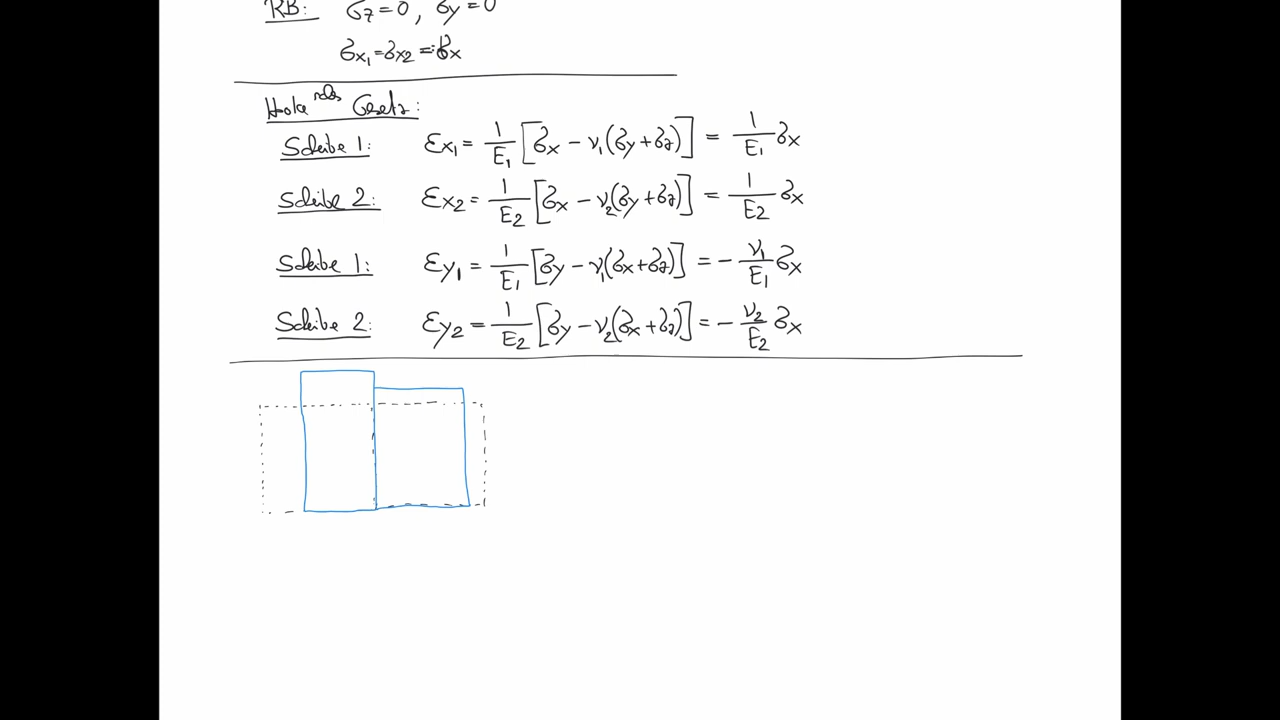 RB: σz=0, σy=0
σx₁=σx₂=:σx
Hookesches Gesetz:
Scheibe 1: εx₁ = 1/E₁ [σx − ν₁(σy+σz)] = 1/E₁ σx
Scheibe 2: εx₂ = 1/E₂ [σx − ν₂(σy+σz)] = 1/E₂ σx
Scheibe 1: εy₁ = 1/E₁ [σy − ν₁(σx+σz)] = − ν₁/E₁ σx
Scheibe 2: εy₂ = 1/E₂ [σy − ν₂(σx+σz)] = − ν₂/E₂ σx